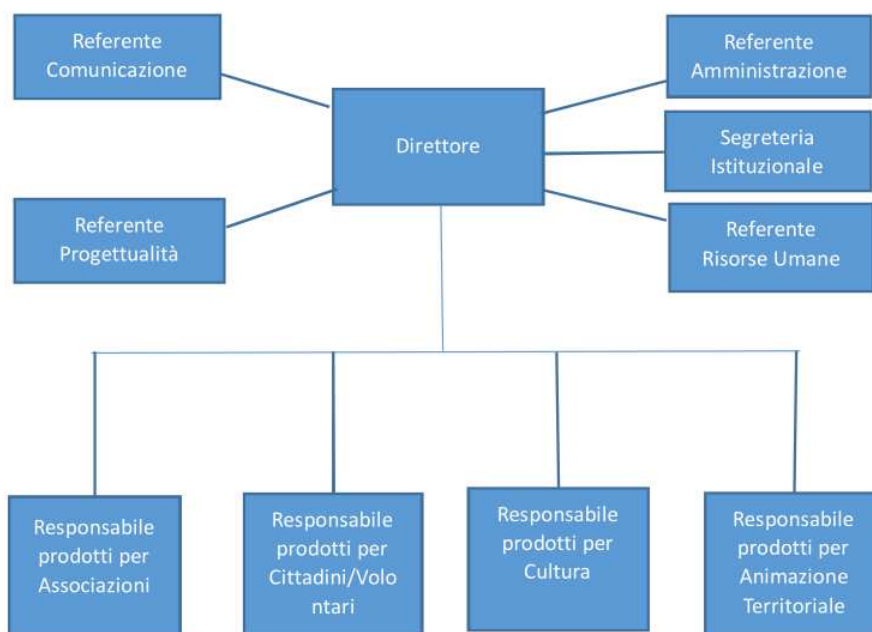 Referente
Comunicazione
Referente
Amministrazione
Direttore
Segreteria
Istituzionale
Referente
Progettualità
Referente
Risorse Umane
Responsabile
prodotti per
Associazioni
Responsabile
prodotti per
Cittadini/Volo
ntari
Responsabile
prodotti per
Cultura
Responsabile
prodotti per
Animazione
Territoriale